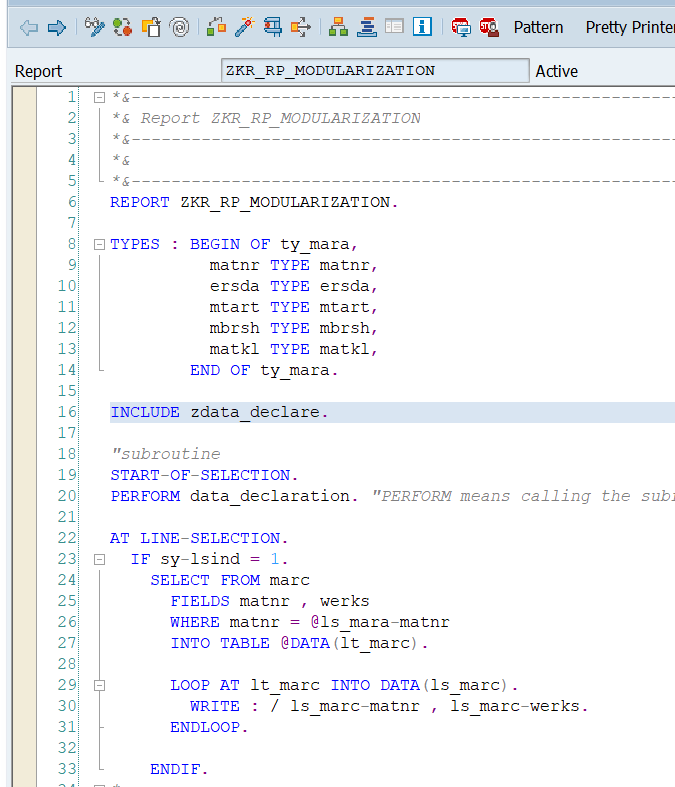 Pattern Pretty Printer
Report ZKR_RP_MODULARIZATION Active
1 *&---------------------------------------------------------
2 *& Report ZKR_RP_MODULARIZATION
3 *&---------------------------------------------------------
4 *&
5 *&---------------------------------------------------------
6 REPORT ZKR_RP_MODULARIZATION.
7
8 TYPES : BEGIN OF ty_mara,
9 matnr TYPE matnr,
10 ersda TYPE ersda,
11 mtart TYPE mtart,
12 mbrsh TYPE mbrsh,
13 matkl TYPE matkl,
14 END OF ty_mara.
15
16 INCLUDE zdata_declare.
17
18 "subroutine
19 START-OF-SELECTION.
20 PERFORM data_declaration. "PERFORM means calling the subr
21
22 AT LINE-SELECTION.
23 IF sy-lsind = 1.
24 SELECT FROM marc
25 FIELDS matnr , werks
26 WHERE matnr = @ls_mara-matnr
27 INTO TABLE @DATA(lt_marc).
28
29 LOOP AT lt_marc INTO DATA(ls_marc).
30 WRITE : / ls_marc-matnr , ls_marc-werks.
31 ENDLOOP.
32
33 ENDIF.